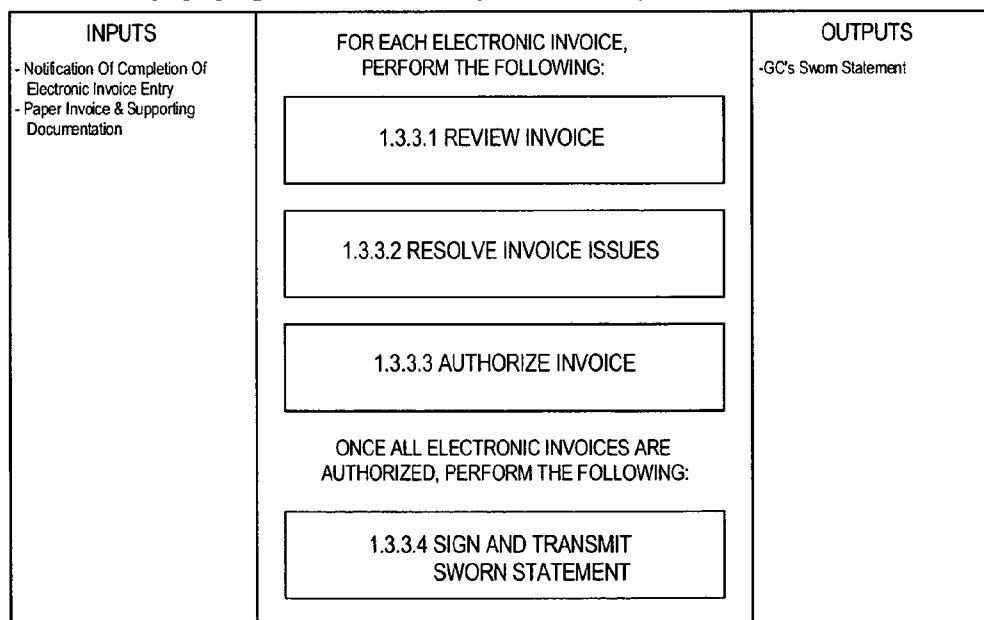 INPUTS
- Notification Of Completion Of
Electronic Invoice Entry
- Paper Invoice & Supporting
Documentation
FOR EACH ELECTRONIC INVOICE,
PERFORM THE FOLLOWING:
1.3.3.1 REVIEW INVOICE
1.3.3.2 RESOLVE INVOICE ISSUES
1.3.3.3 AUTHORIZE INVOICE
ONCE ALL ELECTRONIC INVOICES ARE
AUTHORIZED, PERFORM THE FOLLOWING:
1.3.3.4 SIGN AND TRANSMIT
SWORN STATEMENT
OUTPUTS
-GC's Sworn Statement